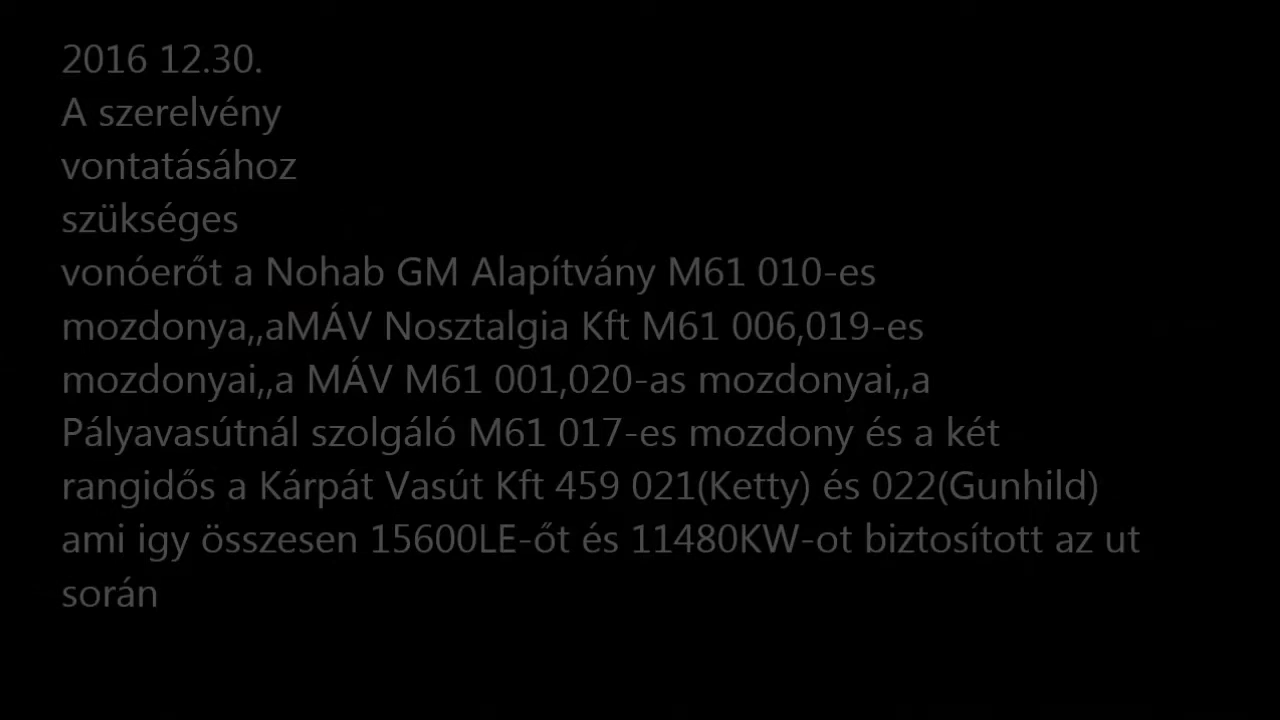 2016 12.30.
A szerelvény
vontatásához
szükséges
vonóerőt a Nohab GM Alapítvány M61 010-es
mozdonya,,aMÁV Nosztalgia Kft M61 006,019-es
mozdonyai,,a MÁV M61 001,020-as mozdonyai,,a
Pályavasútnál szolgáló M61 017-es mozdony és a két
rangidős a Kárpát Vasút Kft 459 021(Ketty) és 022(Gunhild)
ami igy összesen 15600LE-őt és 11480KW-ot biztosított az ut
során